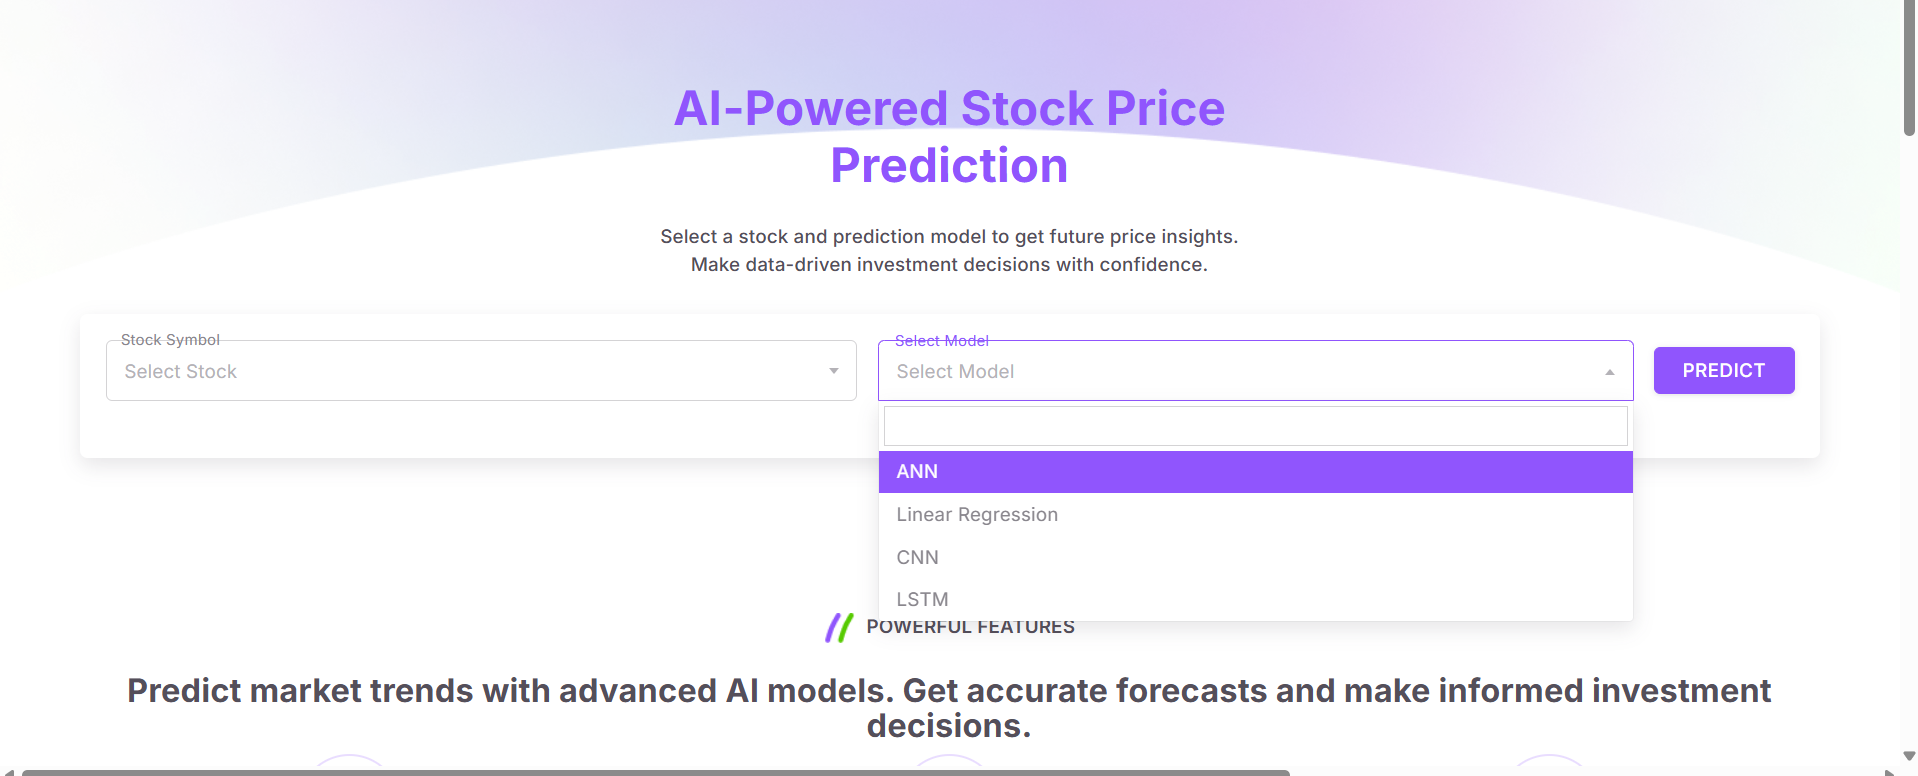 AI-Powered Stock Price
Prediction
Select a stock and prediction model to get future price insights.
Make data-driven investment decisions with confidence.
Stock Symbol
Select Stock
Select Model
Select Model
PREDICT
ANN
Linear Regression
CNN
LSTM
POWERFUL FEATURES
Predict market trends with advanced AI models. Get accurate forecasts and make informed investment
decisions.